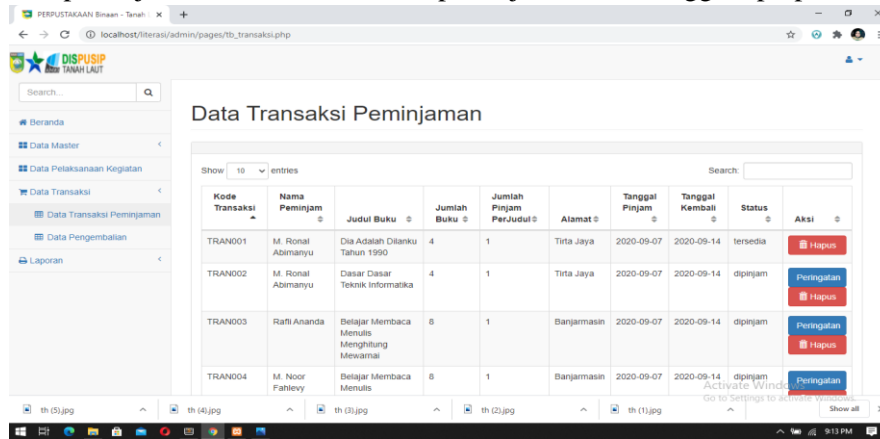 PERPUSTAKAAN Binaan - Tanah
localhost/literasi/admin/pages/tb_transaksi.php
DISPUSIP
TANAH LAUT
Search...
Beranda
Data Master
Data Pelaksanaan Kegiatan
Data Transaksi
Data Transaksi Peminjaman
Data Pengembalian
Laporan
Data Transaksi Peminjaman
Show 10 entries Search:
Kode Transaksi Nama Peminjam Judul Buku Jumlah Buku Jumlah Pinjam PerJudul Alamat Tanggal Pinjam Tanggal Kembali Status Aksi
TRAN001 M. Ronal Abimanyu Dia Adalah Dilanku Tahun 1990 4 1 Tirta Jaya 2020-09-07 2020-09-14 tersedia Hapus
TRAN002 M. Ronal Abimanyu Dasar Dasar Teknik Informatika 4 1 Tirta Jaya 2020-09-07 2020-09-14 dipinjam Peringatan Hapus
TRAN003 Rafli Ananda Belajar Membaca Menulis Menghitung Mewarnai 8 1 Banjarmasin 2020-09-07 2020-09-14 dipinjam Peringatan Hapus
TRAN004 M. Noor Fahlevy Belajar Membaca Menulis 8 1 Banjarmasin 2020-09-07 2020-09-14 dipinjam Peringatan
Activate Windows
Go to Settings to activate Windows.
th (5).jpg th (4).jpg th (3).jpg th (2).jpg th (1).jpg Show all
9:13 PM